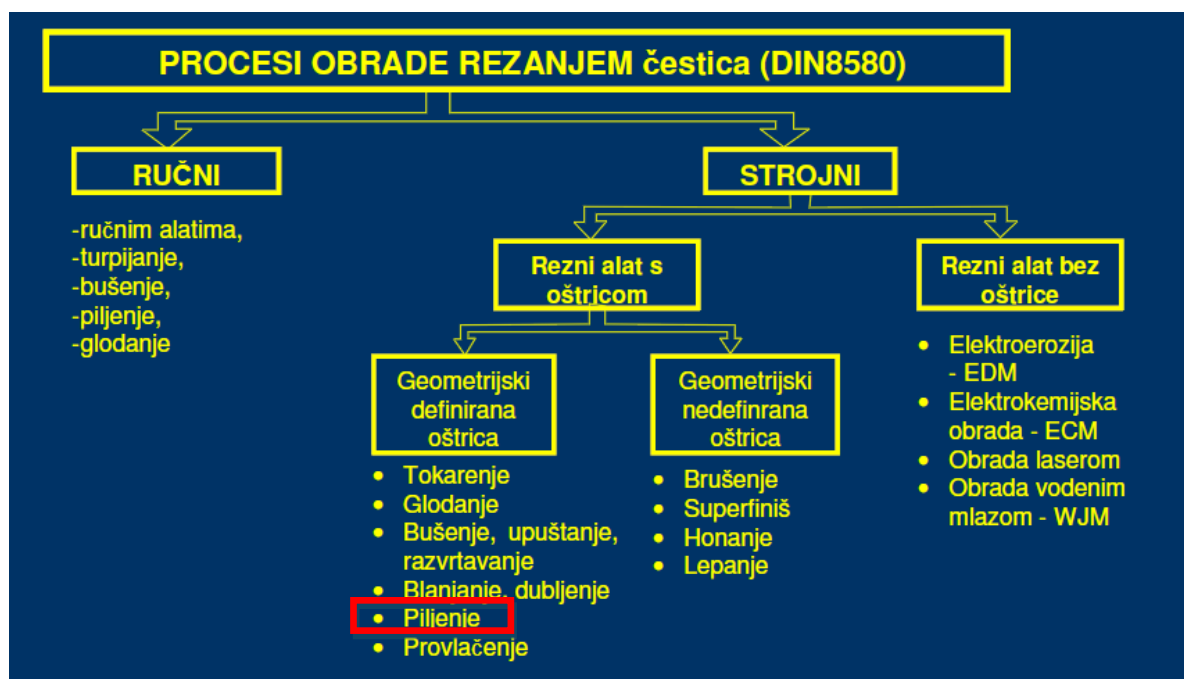 PROCESI OBRADE REZANJEM čestica (DIN8580)
RUČNI
STROJNI
-ručnim alatima,
-turpijanje,
-bušenje,
-piljenje,
-glodanje
Rezni alat s
oštricom
Rezni alat bez
oštrice
Geometrijski
definirana
oštrica
Geometrijski
nedefinrana
oštrica
• Elektroerozija
- EDM
• Elektrokemijska
obrada - ECM
• Obrada laserom
• Obrada vodenim
mlazom - WJM
• Tokarenje
• Glodanje
• Bušenje, upuštanje,
razvrtavanje
• Blanjanje, dubljenje
• Piljenje
• Provlačenje
• Brušenje
• Superfiniš
• Honanje
• Lepanje